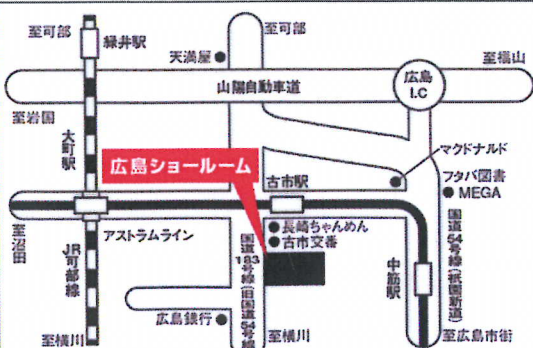 至可部
緑井駅
至可部
天満屋
至福山
広島
I.C
山陽自動車道
至岩国
大町駅
マクドナルド
広島ショールーム
古市駅
フタバ図書
MEGA
長崎ちゃんめん
古市交番
アストラムライン
至沼田
JR可部線
国道183号線(旧国道54号線)
中筋駅
国道54号線(祇園新道)
広島銀行
至横川
至横川
至広島市街